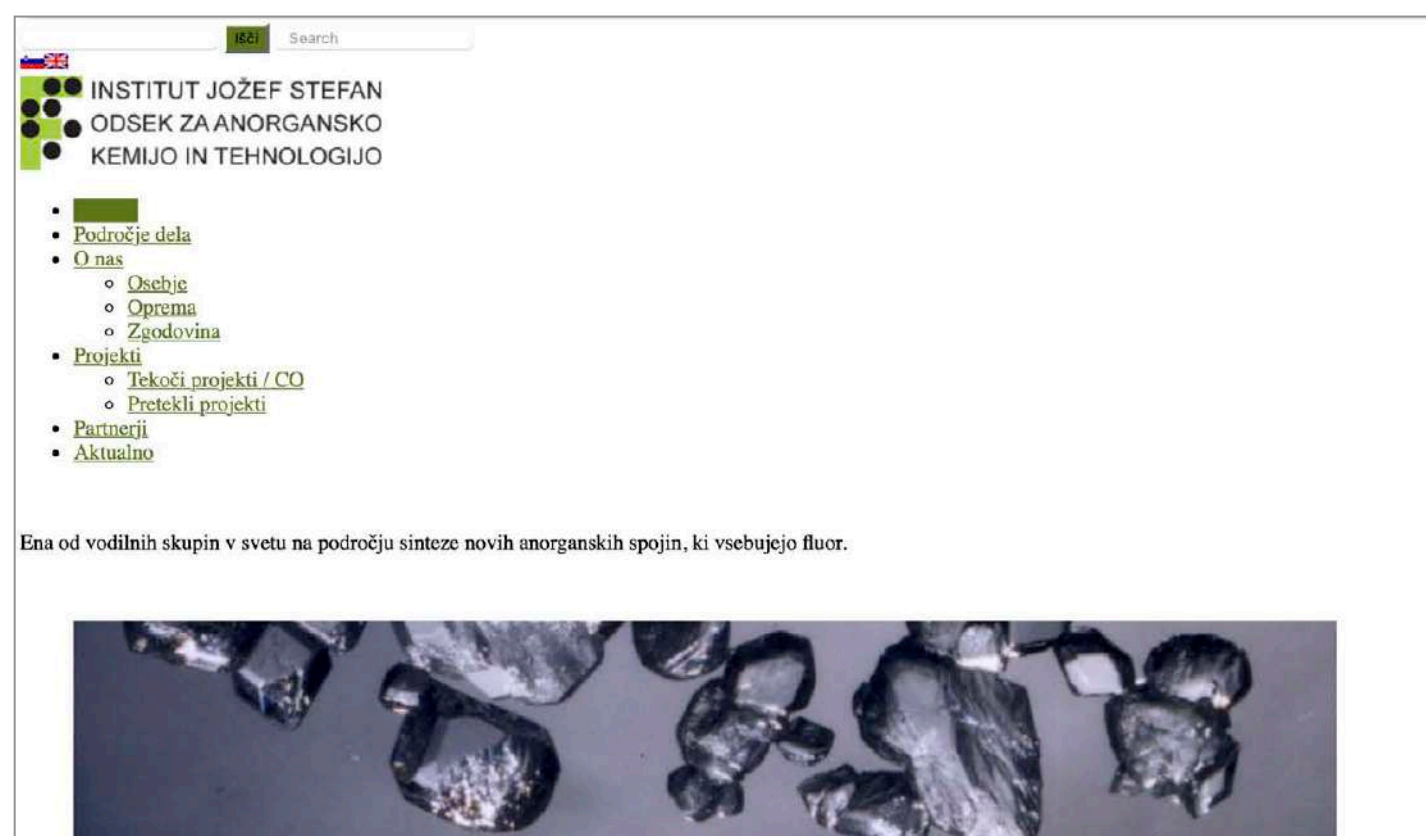 Išči Search
INSTITUT JOŽEF STEFAN
ODSEK ZA ANORGANSKO
KEMIJO IN TEHNOLOGIJO
Področje dela
O nas
Osebje
Oprema
Zgodovina
Projekti
Tekoči projekti / CO
Pretekli projekti
Partnerji
Aktualno
Ena od vodilnih skupin v svetu na področju sinteze novih anorganskih spojin, ki vsebujejo fluor.